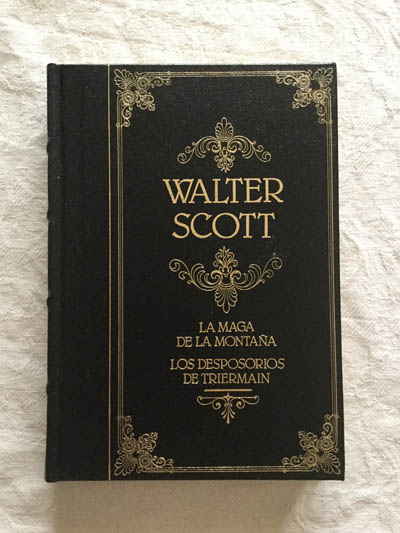 WALTER
SCOTT
LA MAGA
DE LA MONTAÑA
LOS DESPOSORIOS
DE TRIERMAIN